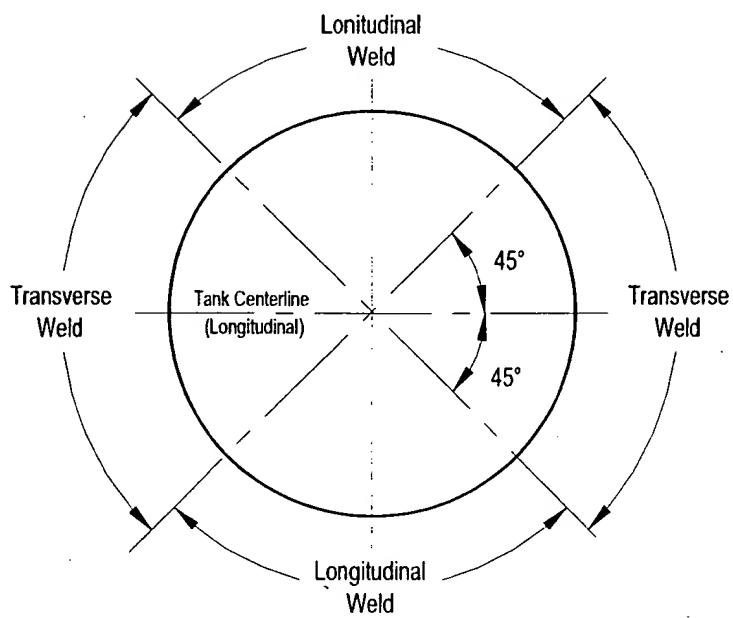 Lonitudinal
Weld
45°
Transverse
Weld
Tank Centerline
(Longitudinal)
Transverse
Weld
45°
Longitudinal
Weld